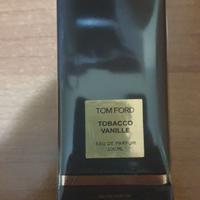 TOM FORD
TOBACCO
VANILLE
EAU DE PARFUM
100ML